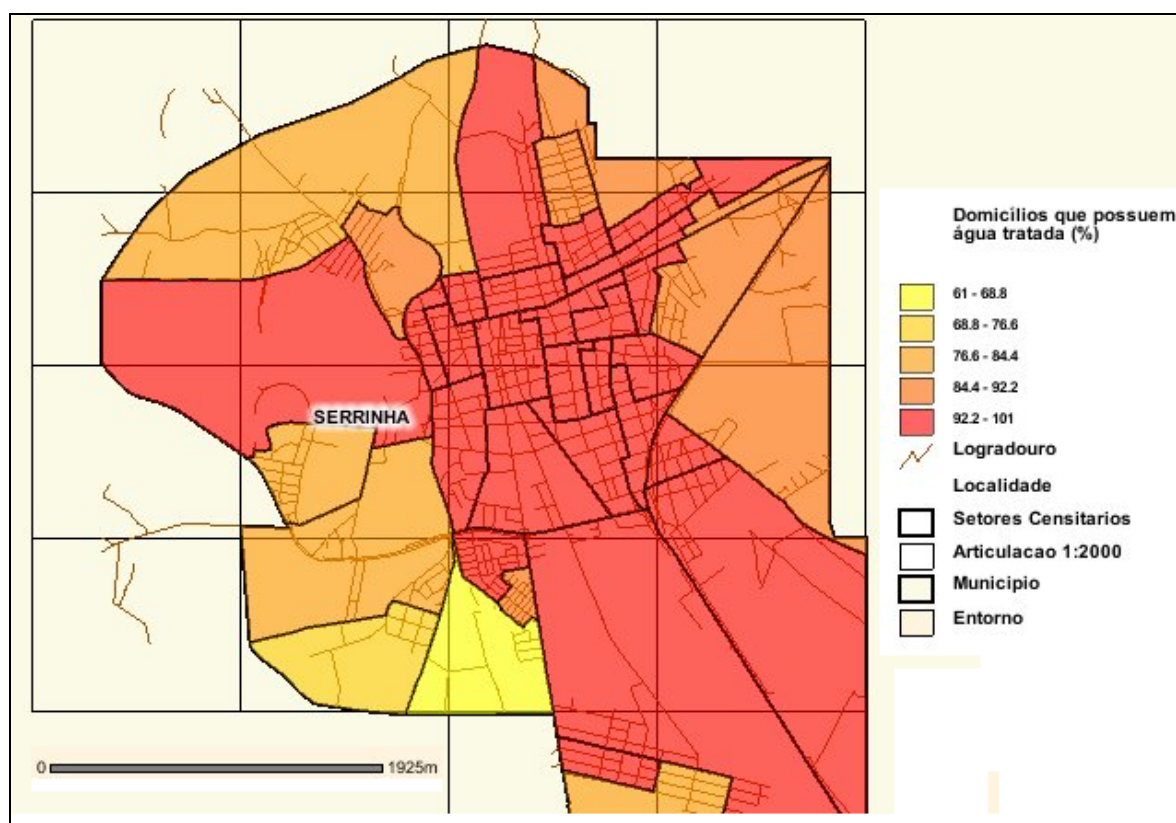 SERRINHA
0 1925m
Domicílios que possuem
água tratada (%)
61 - 68.8
68.8 - 76.6
76.6 - 84.4
84.4 - 92.2
92.2 - 101
Logradouro
Localidade
Setores Censitarios
Articulacao 1:2000
Municipio
Entorno